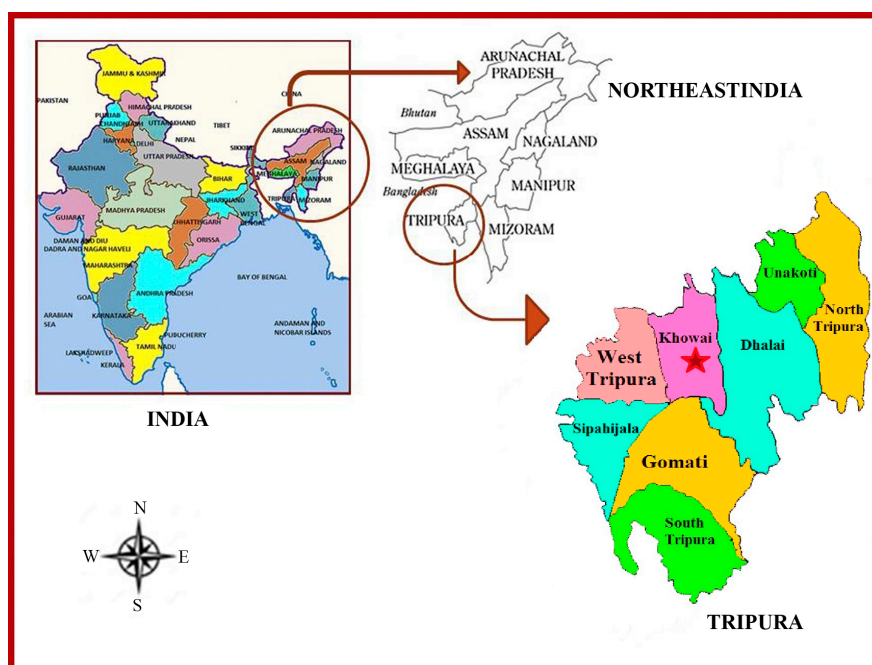 JAMMU & KASHMIR
PAKISTAN
CHINA
HIMACHAL PRADESH
PUNJAB
CHANDIGARH
UTTARAKHAND
TIBET
HARYANA
DELHI
NEPAL
SIKKIM
ARUNACHAL PRADESH
RAJASTHAN
UTTAR PRADESH
ASSAM
NAGALAND
BIHAR
MEGHALAYA
MANIPUR
JHARKHAND
TRIPURA
MIZORAM
GUJARAT
MADHYA PRADESH
CHHATTISGARH
WEST
BENGAL
DAMAN AND DIU
DADRA AND NAGAR HAVELI
ORISSA
MAHARASHTRA
BAY OF BENGAL
GOA
ANDHRA PRADESH
ARABIAN
SEA
KARNATAKA
ANDAMAN AND
NICOBAR ISLANDS
PUDUCHERRY
TAMIL NADU
LAKSHADWEEP
KERALA
INDIA
ARUNACHAL
PRADESH
NORTHEASTINDIA
Bhutan
ASSAM
NAGALAND
MEGHALAYA
Bangladesh
MANIPUR
TRIPURA
MIZORAM
Unakoti
North
Tripura
Khowai
Dhalai
West
Tripura
Sipahijala
Gomati
South
Tripura
TRIPURA
N
W
E
S